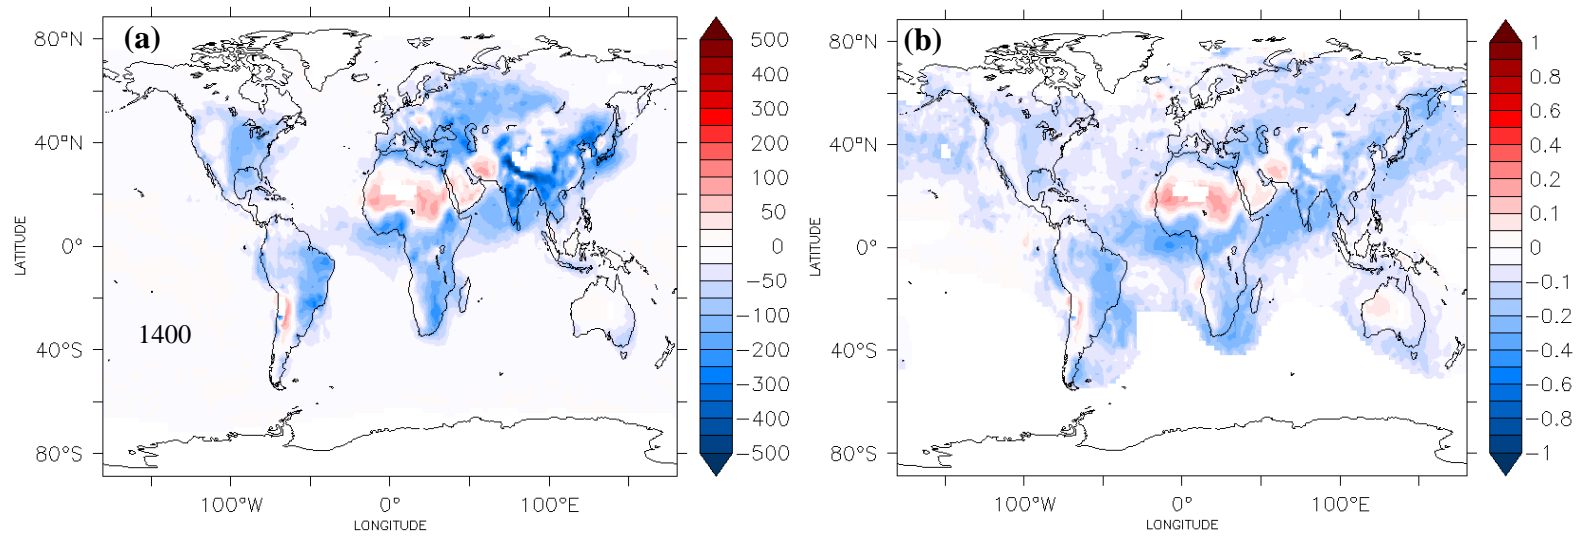 (a)
80°N
40°N
0°
40°S
80°S
LATITUDE
1400
100°W 0° 100°E
LONGITUDE
500
400
300
200
100
50
0
−50
−100
−200
−300
−400
−500
(b)
80°N
40°N
0°
40°S
80°S
LATITUDE
100°W 0° 100°E
LONGITUDE
1
0.8
0.6
0.4
0.2
0.1
0
−0.1
−0.2
−0.4
−0.6
−0.8
−1